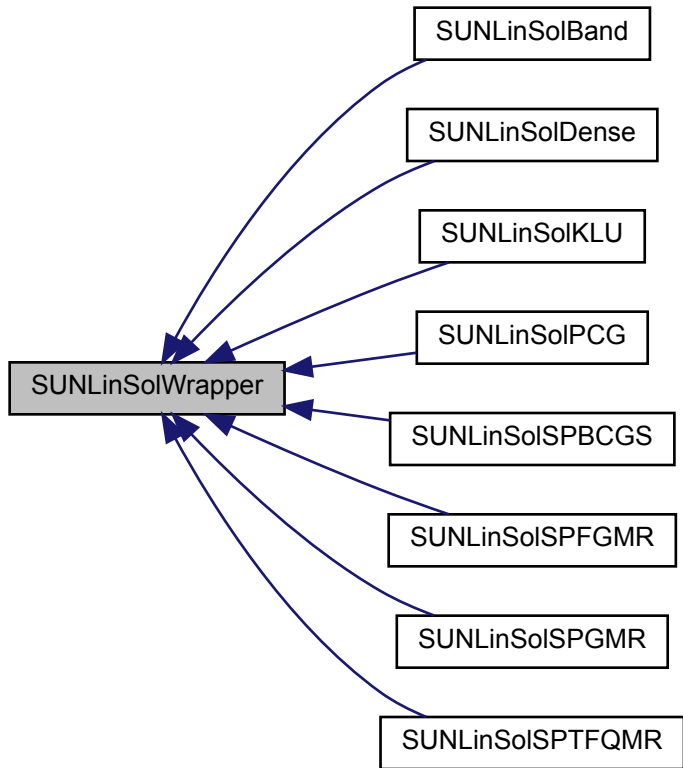 SUNLinSolBand
SUNLinSolDense
SUNLinSolKLU
SUNLinSolPCG
SUNLinSolWrapper
SUNLinSolSPBCGS
SUNLinSolSPFGMR
SUNLinSolSPGMR
SUNLinSolSPTFQMR